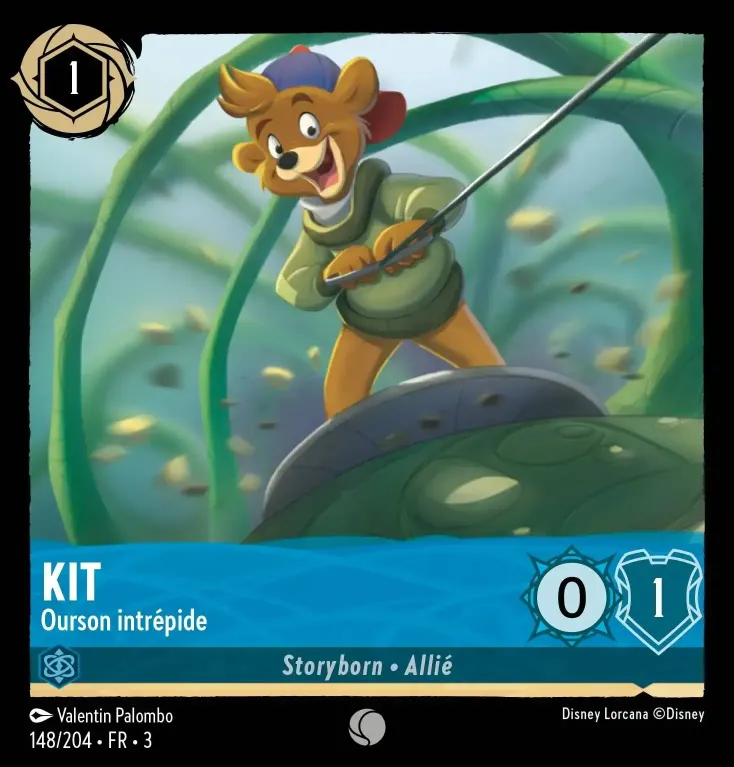 1
KIT
Ourson intrépide
0
1
Storyborn • Allié
Valentin Palombo
Disney Lorcana ©Disney
148/204 • FR • 3